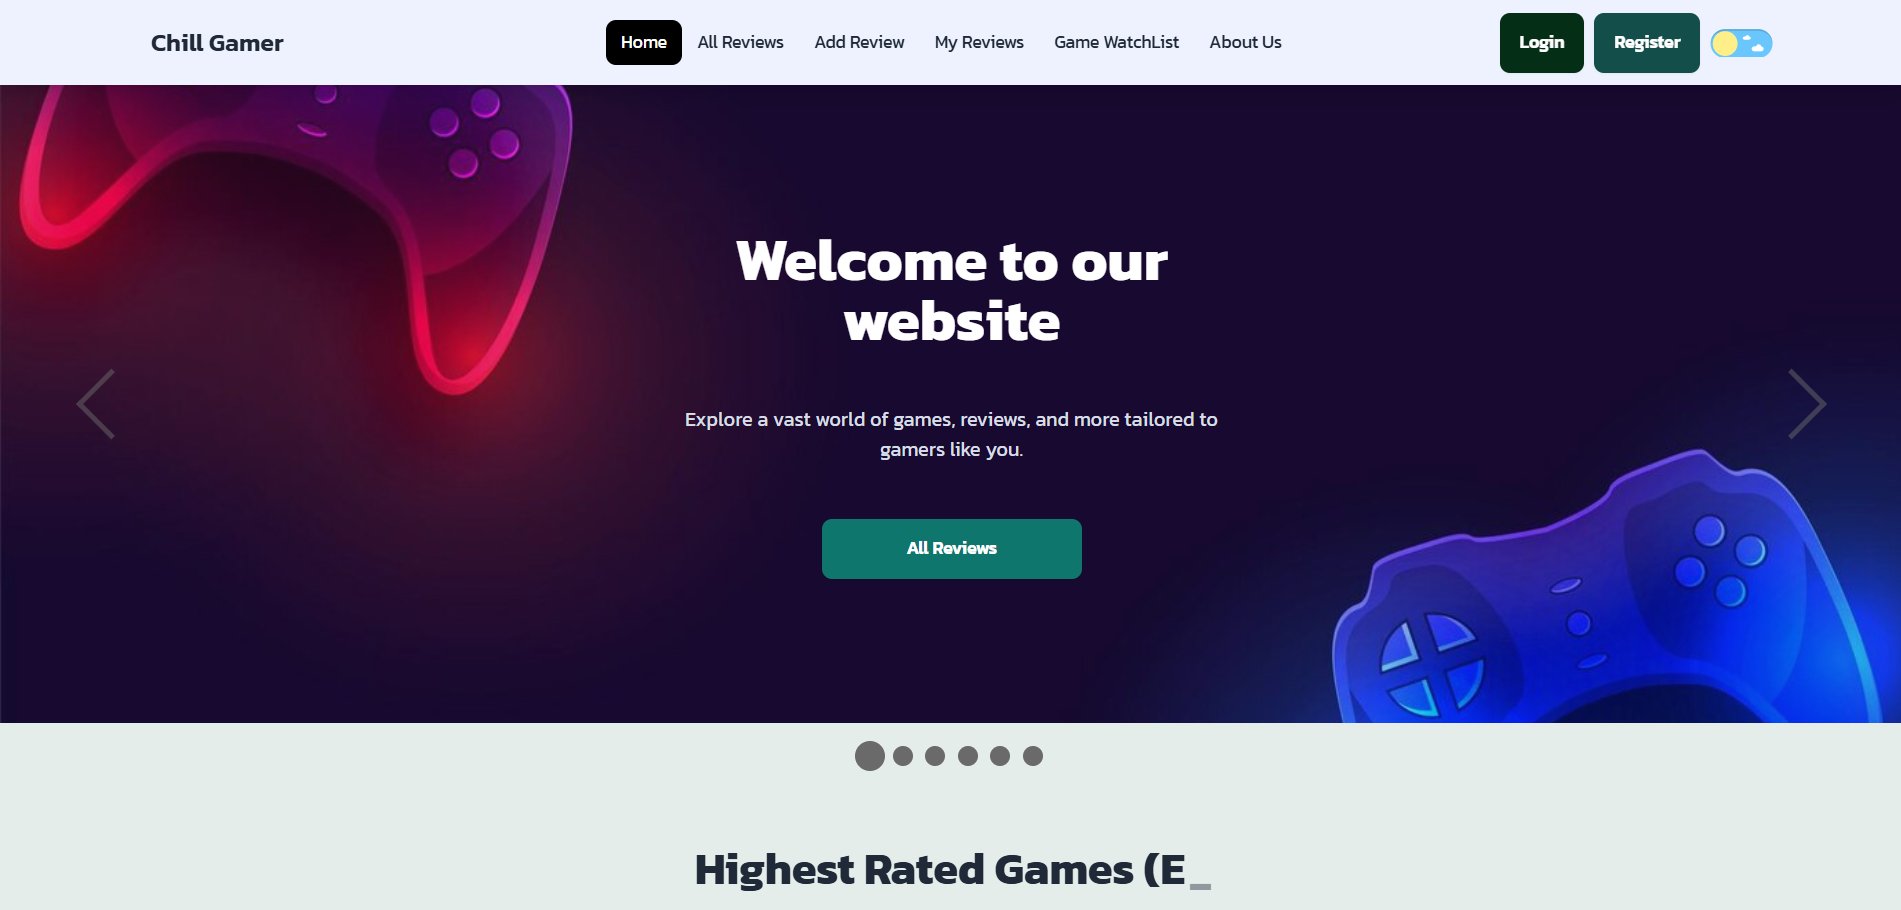 Chill Gamer
Home All Reviews Add Review My Reviews Game WatchList About Us
Login Register
Welcome to our
website
Explore a vast world of games, reviews, and more tailored to
gamers like you.
All Reviews
Highest Rated Games (E_